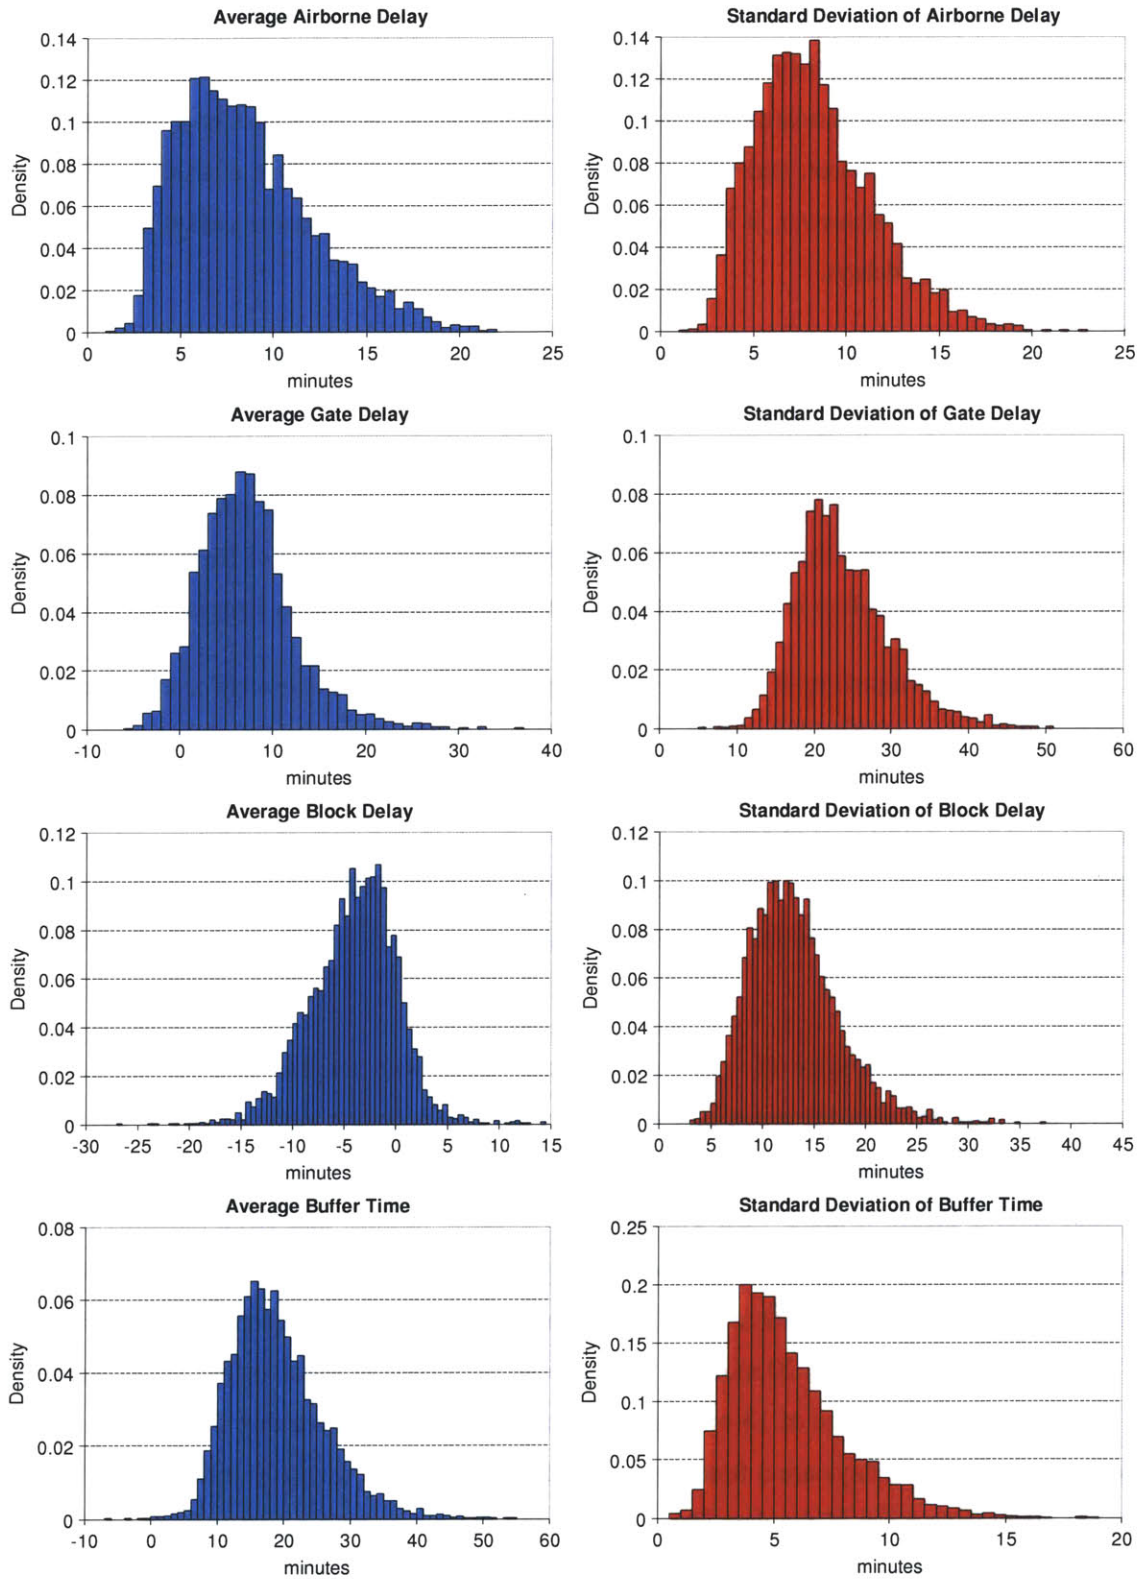 Average Airborne Delay
0.14
0.12
0.1
0.08
0.06
0.04
0.02
0
Density
0 5 10 15 20 25
minutes
Standard Deviation of Airborne Delay
0.14
0.12
0.1
0.08
0.06
0.04
0.02
0
Density
0 5 10 15 20 25
minutes
Average Gate Delay
0.1
0.08
0.06
0.04
0.02
0
Density
-10 0 10 20 30 40
minutes
Standard Deviation of Gate Delay
0.1
0.08
0.06
0.04
0.02
0
Density
0 10 20 30 40 50 60
minutes
Average Block Delay
0.12
0.1
0.08
0.06
0.04
0.02
0
Density
-30 -25 -20 -15 -10 -5 0 5 10 15
minutes
Standard Deviation of Block Delay
0.12
0.1
0.08
0.06
0.04
0.02
0
Density
0 5 10 15 20 25 30 35 40 45
minutes
Average Buffer Time
0.08
0.06
0.04
0.02
0
Density
-10 0 10 20 30 40 50 60
minutes
Standard Deviation of Buffer Time
0.25
0.2
0.15
0.1
0.05
0
Density
0 5 10 15 20
minutes